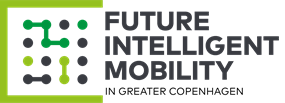 FUTURE
INTELLIGENT
MOBILITY
IN GREATER COPENHAGEN